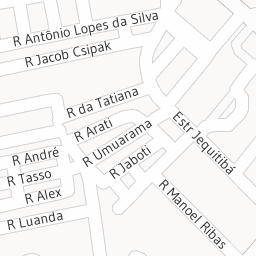 R Antônio Lopes da Silva
R Jacob Csipak
R da Tatiana
R Arati
Estr Jequitibá
R Umuarama
R André
R Jaboti
R Tasso
R Alex
R Manoel Ribas
R Luanda